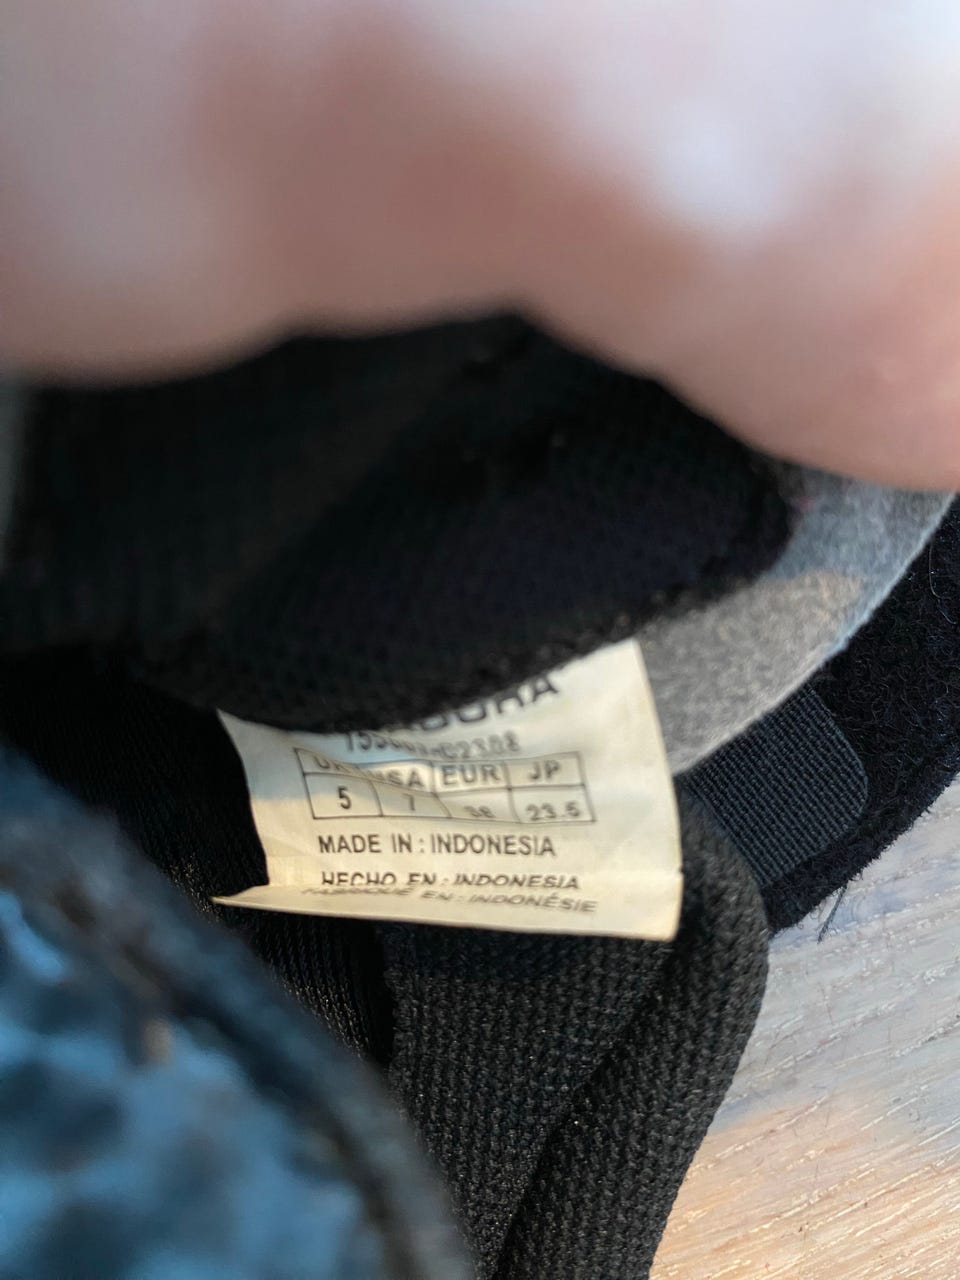 UK USA EUR JP
5 7 38 23.5
MADE IN : INDONESIA
HECHO EN : INDONESIA
FABRIQUÉ EN : INDONÉSIE